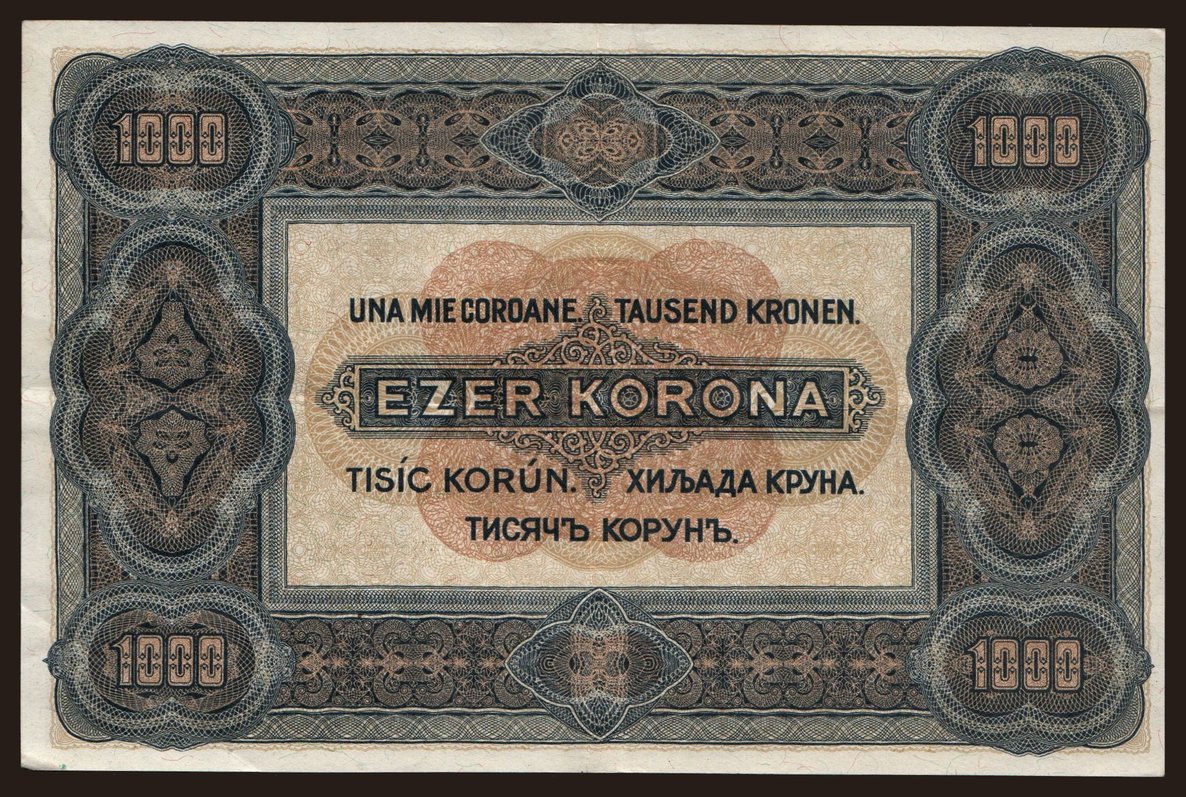 1000 1000
UNA MIE COROANE. TAUSEND KRONEN.
EZER KORONA
TISÍC KORÚN. ХИЉАДА КРУНА.
ТИСЯЧЪ КОРУНЪ.
1000 1000